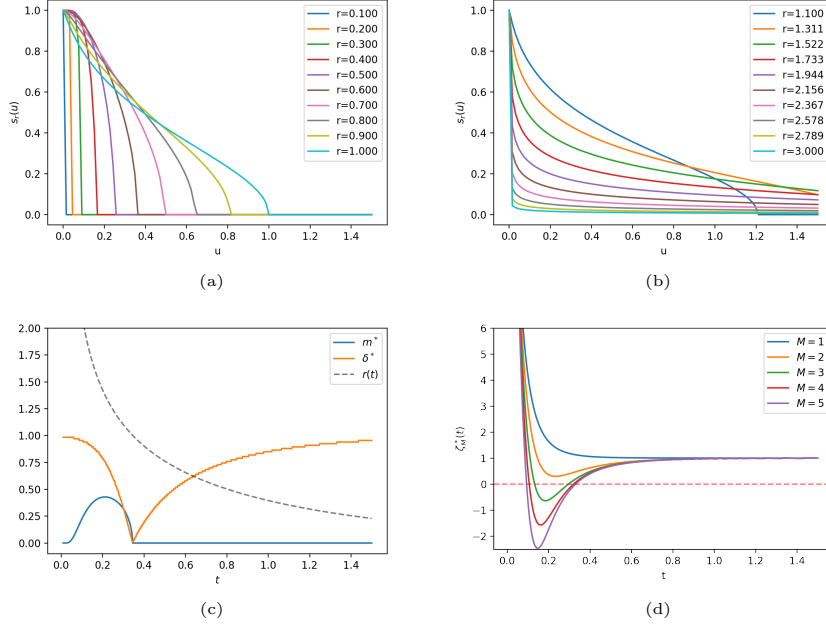 1.0
0.8
0.6
0.4
0.2
0.0
s_r(u)
0.0 0.2 0.4 0.6 0.8 1.0 1.2 1.4
u
r=0.100
r=0.200
r=0.300
r=0.400
r=0.500
r=0.600
r=0.700
r=0.800
r=0.900
r=1.000
(a)
1.0
0.8
0.6
0.4
0.2
0.0
s_r(u)
0.0 0.2 0.4 0.6 0.8 1.0 1.2 1.4
u
r=1.100
r=1.311
r=1.522
r=1.733
r=1.944
r=2.156
r=2.367
r=2.578
r=2.789
r=3.000
(b)
2.00
1.75
1.50
1.25
1.00
0.75
0.50
0.25
0.00
0.0 0.2 0.4 0.6 0.8 1.0 1.2 1.4
t
m*
δ*
r(t)
(c)
6
5
4
3
2
1
0
−1
−2
ζ*_M(t)
0.0 0.2 0.4 0.6 0.8 1.0 1.2 1.4
t
M = 1
M = 2
M = 3
M = 4
M = 5
(d)